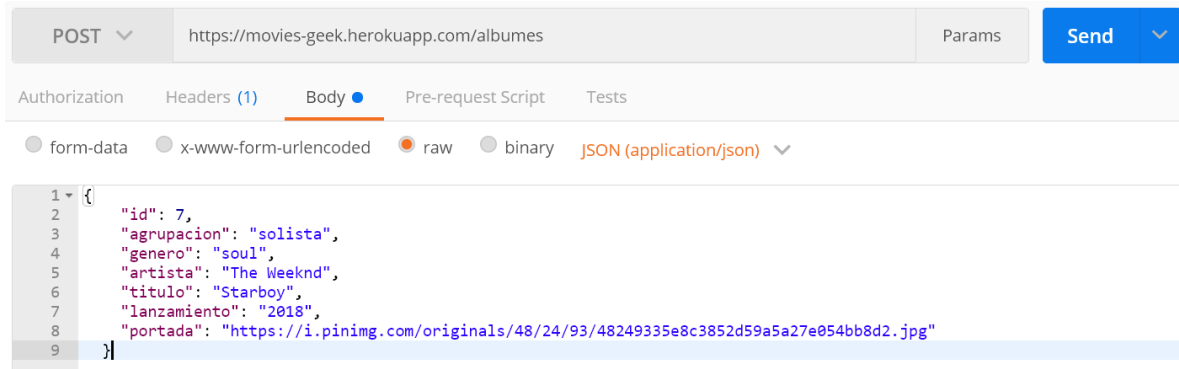 POST https://movies-geek.herokuapp.com/albumes Params Send
Authorization Headers (1) Body Pre-request Script Tests
form-data x-www-form-urlencoded raw binary JSON (application/json)
1 {
2 "id": 7,
3 "agrupacion": "solista",
4 "genero": "soul",
5 "artista": "The Weeknd",
6 "titulo": "Starboy",
7 "lanzamiento": "2018",
8 "portada": "https://i.pinimg.com/originals/48/24/93/48249335e8c3852d59a5a27e054bb8d2.jpg"
9 }